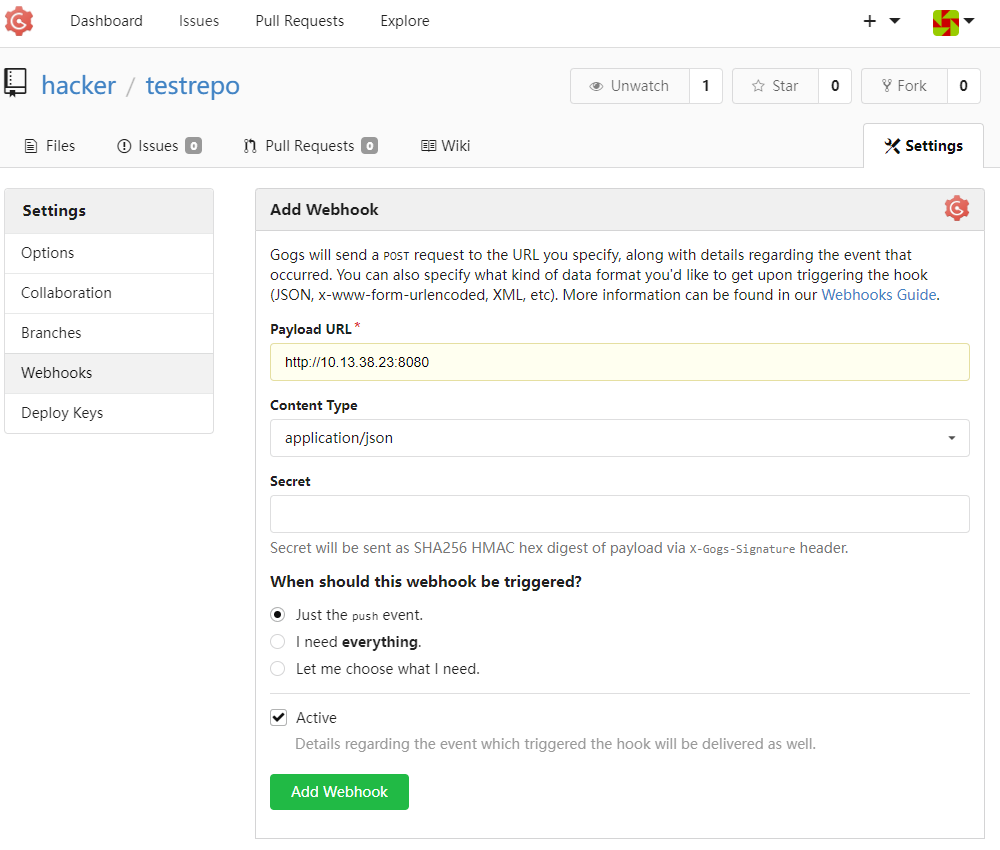 Dashboard Issues Pull Requests Explore
hacker / testrepo
Unwatch 1 Star 0 Fork 0
Files Issues 0 Pull Requests 0 Wiki Settings
Settings
Options
Collaboration
Branches
Webhooks
Deploy Keys
Add Webhook
Gogs will send a POST request to the URL you specify, along with details regarding the event that
occurred. You can also specify what kind of data format you'd like to get upon triggering the hook
(JSON, x-www-form-urlencoded, XML, etc). More information can be found in our Webhooks Guide.
Payload URL*
http://10.13.38.23:8080
Content Type
application/json
Secret
Secret will be sent as SHA256 HMAC hex digest of payload via X-Gogs-Signature header.
When should this webhook be triggered?
Just the push event.
I need everything.
Let me choose what I need.
Active
Details regarding the event which triggered the hook will be delivered as well.
Add Webhook